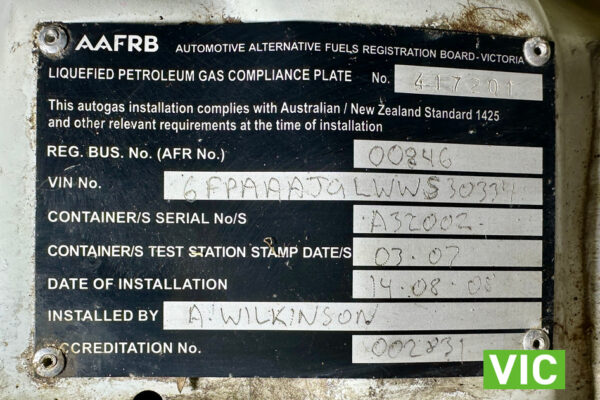 AAFRB AUTOMOTIVE ALTERNATIVE FUELS REGISTRATION BOARD - VICTORIA
LIQUEFIED PETROLEUM GAS COMPLIANCE PLATE No. 417201
This autogas installation complies with Australian / New Zealand Standard 1425
and other relevant requirements at the time of installation
REG. BUS. No. (AFR No.) 00846
VIN No.
CONTAINER/S SERIAL No/S A32002
CONTAINER/S TEST STATION STAMP DATE/S 03.07
DATE OF INSTALLATION
INSTALLED BY A. WILKINSON
ACCREDITATION No. 002831
VIC